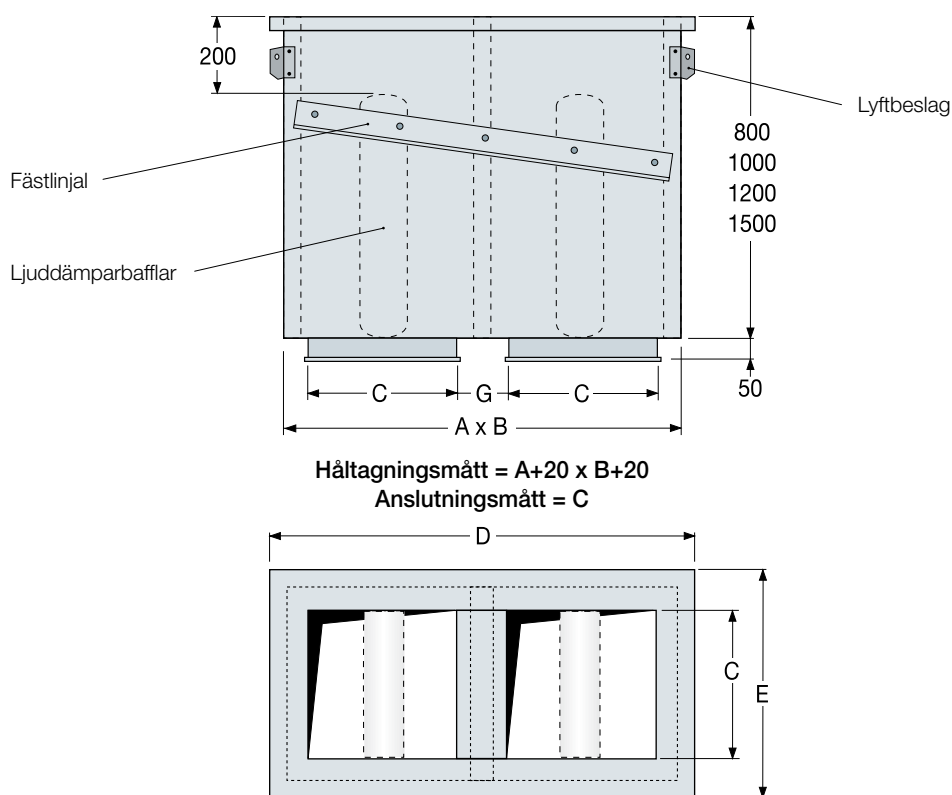 200
Lyftbeslag
800
1000
1200
1500
Fästlinjal
Ljuddämparbafflar
50
C G C
A x B
Håltagningsmått = A+20 x B+20
Anslutningsmått = C
D
C
E